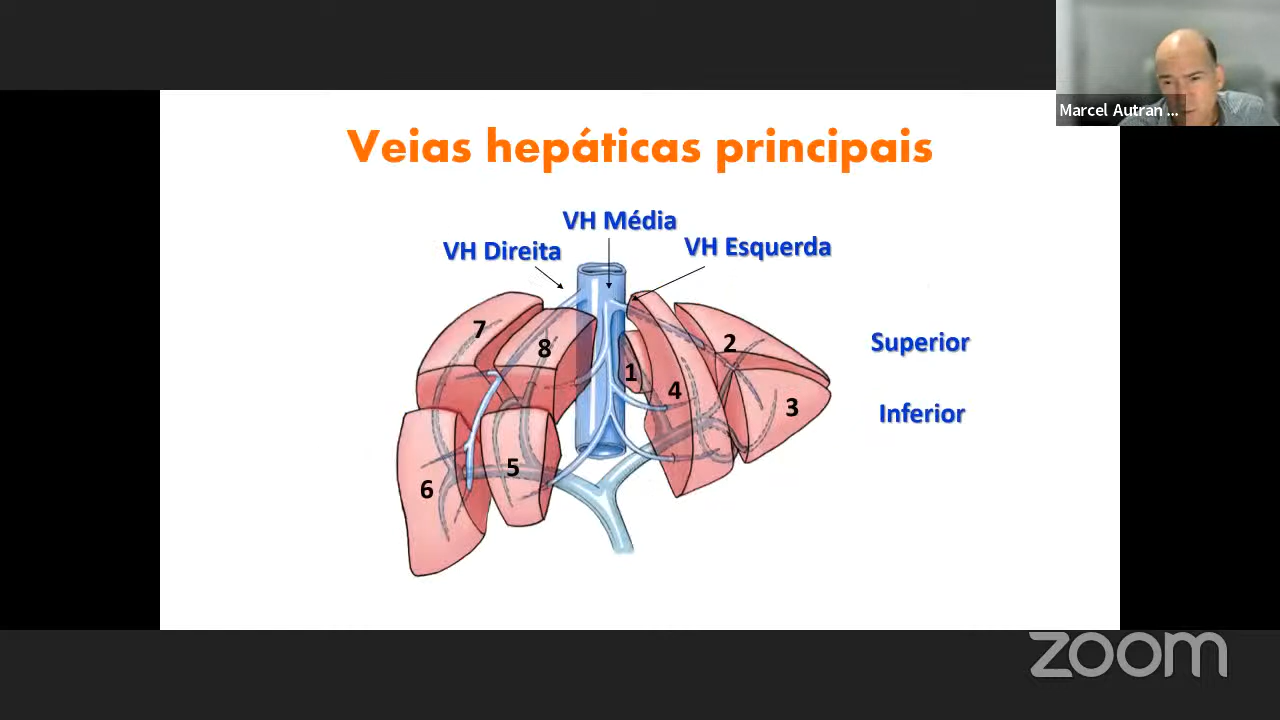 Marcel Autran ...
Veias hepáticas principais
VH Média
VH Direita
VH Esquerda
7
8
2
1
4
3
5
6
Superior
Inferior
zoom